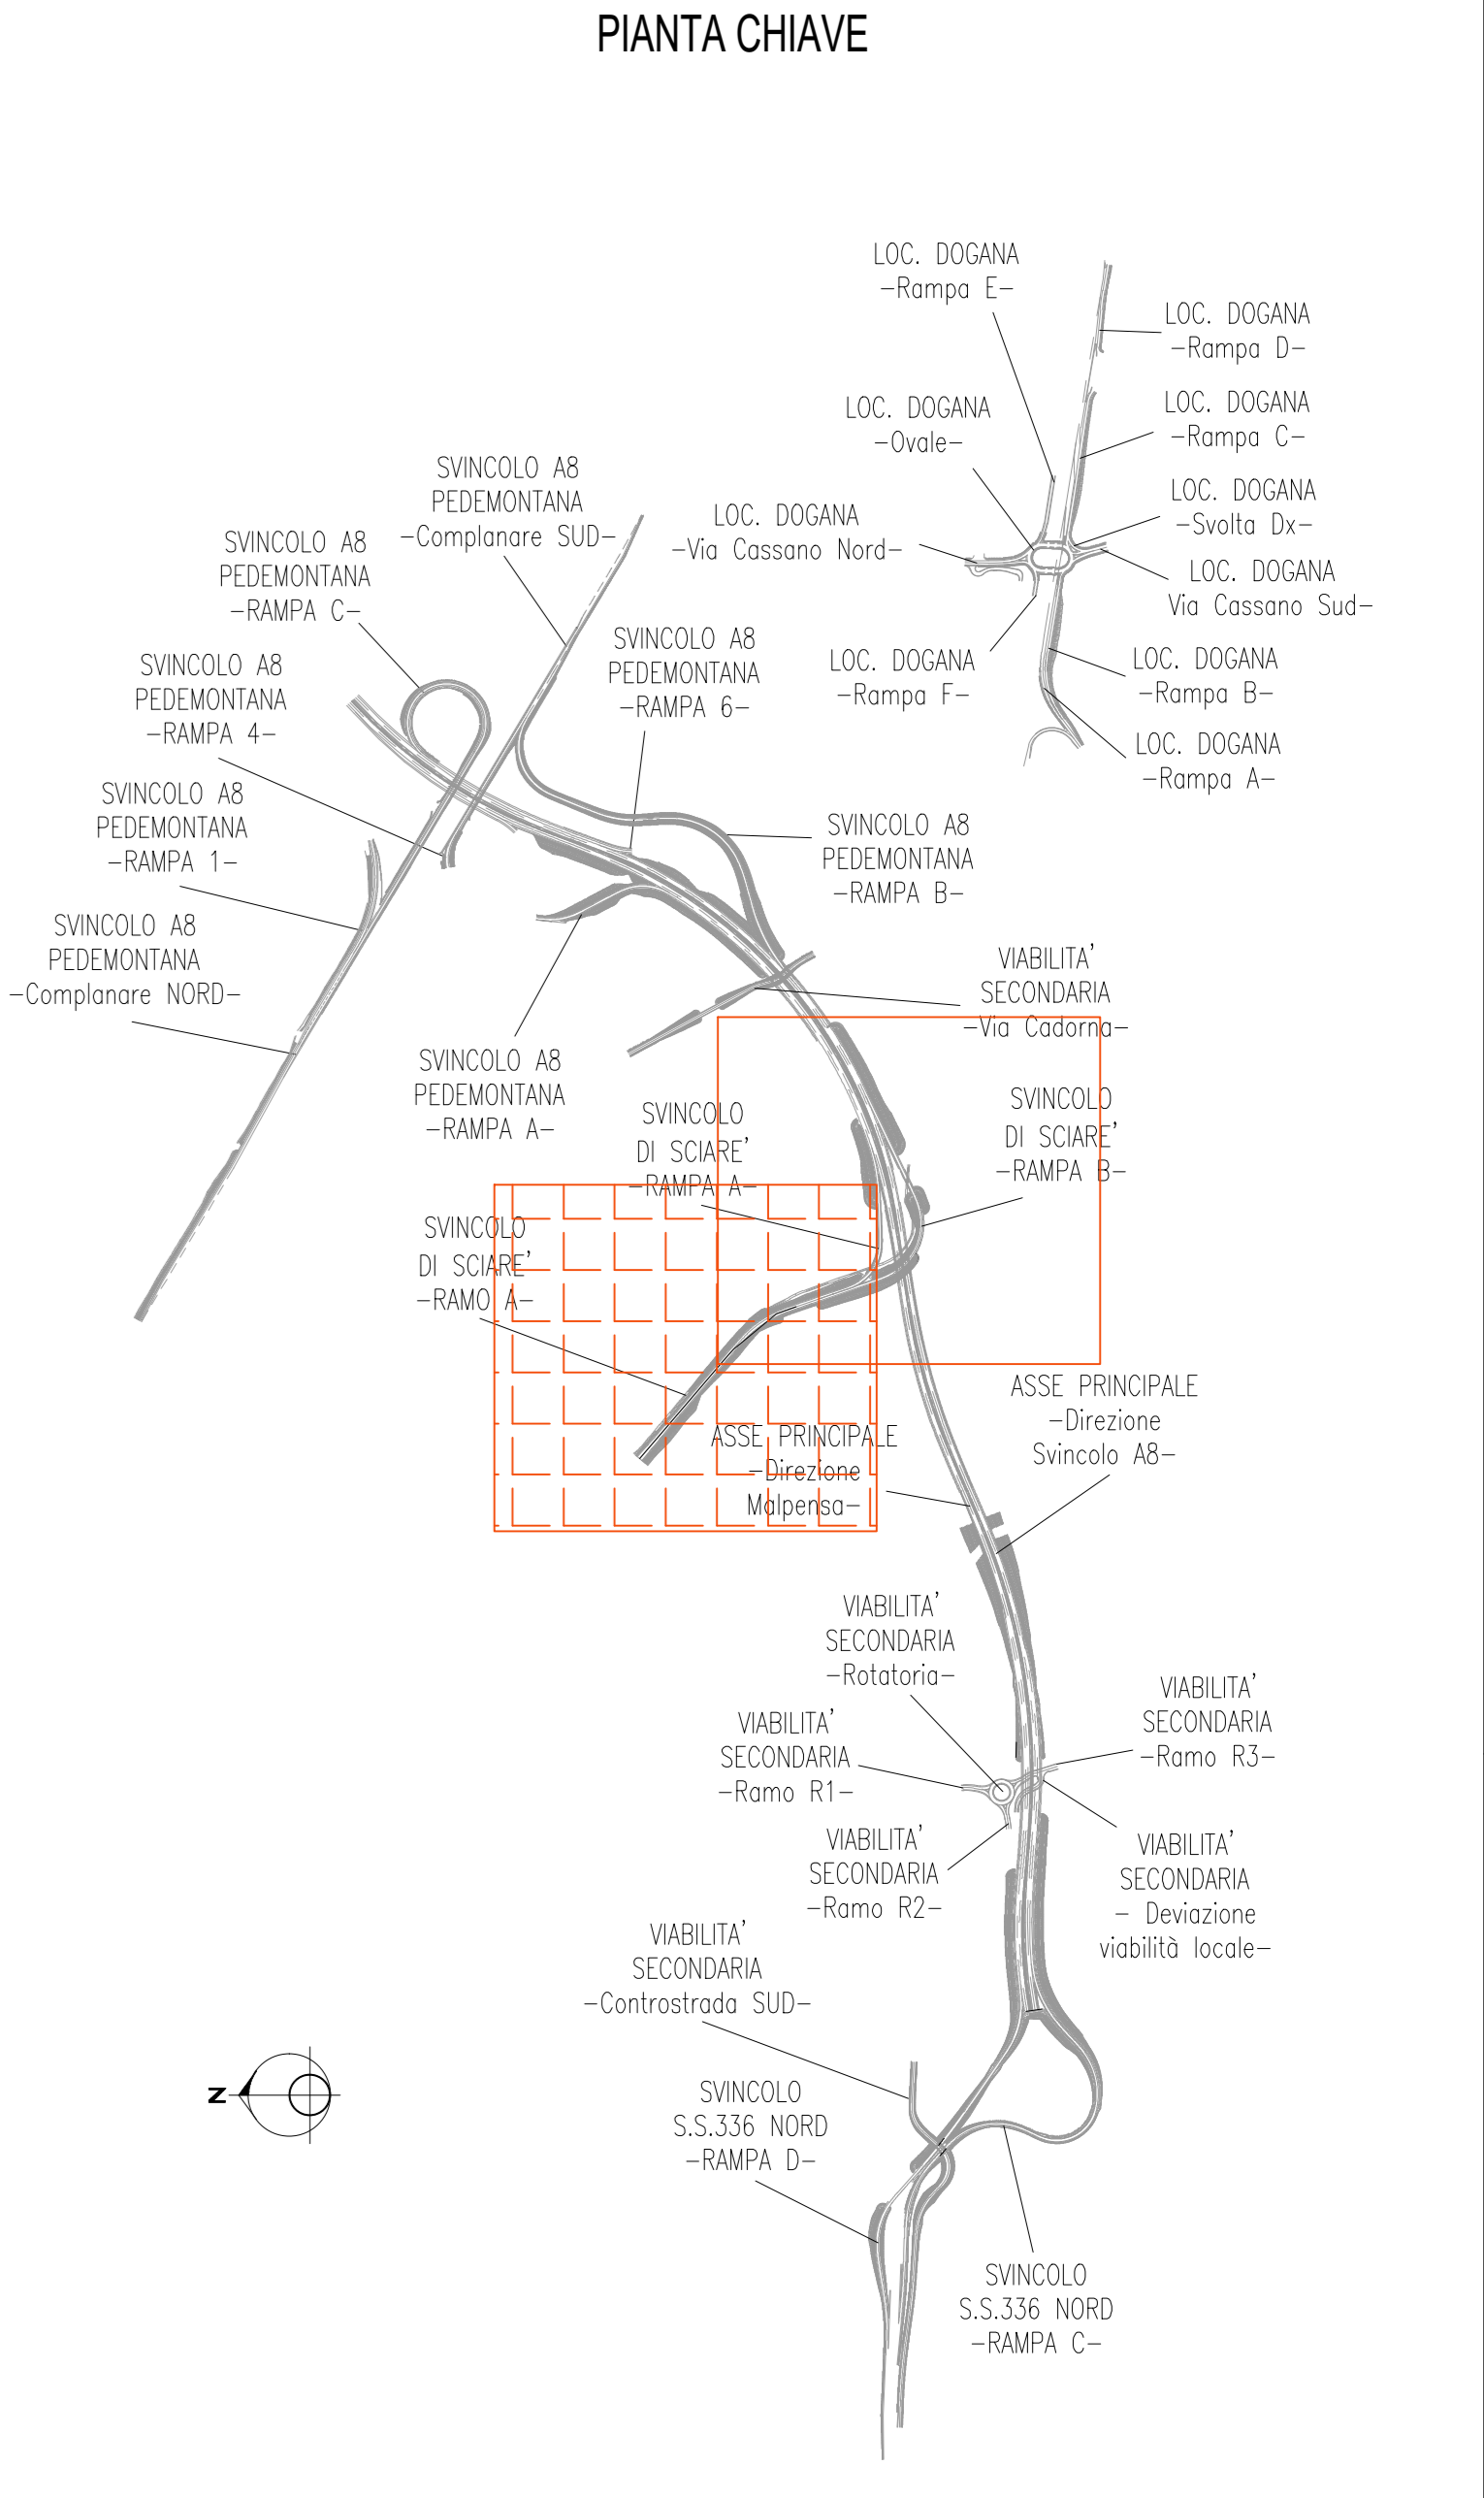 PIANTA CHIAVE
LOC. DOGANA
-Rampa E-
LOC. DOGANA
-Rampa D-
LOC. DOGANA
-Ovale-
LOC. DOGANA
-Rampa C-
SVINCOLO A8
PEDEMONTANA
-Complanare SUD-
LOC. DOGANA
-Svolta Dx-
LOC. DOGANA
-Via Cassano Nord-
SVINCOLO A8
PEDEMONTANA
-RAMPA C-
LOC. DOGANA
Via Cassano Sud-
SVINCOLO A8
PEDEMONTANA
-RAMPA 6-
SVINCOLO A8
PEDEMONTANA
-RAMPA 4-
LOC. DOGANA
-Rampa F-
LOC. DOGANA
-Rampa B-
LOC. DOGANA
-Rampa A-
SVINCOLO A8
PEDEMONTANA
-RAMPA 1-
SVINCOLO A8
PEDEMONTANA
-RAMPA B-
SVINCOLO A8
PEDEMONTANA
-Complanare NORD-
VIABILITA'
SECONDARIA
-Via Cadorna-
SVINCOLO A8
PEDEMONTANA
-RAMPA A-
SVINCOLO
DI SCIARE'
-RAMPA A-
SVINCOLO
DI SCIARE'
-RAMPA B-
SVINCOLO
DI SCIARE'
-RAMO A-
ASSE PRINCIPALE
-Direzione
Svincolo A8-
ASSE PRINCIPALE
-Direzione
Malpensa-
VIABILITA'
SECONDARIA
-Rotatoria-
VIABILITA'
SECONDARIA
-Ramo R3-
VIABILITA'
SECONDARIA
-Ramo R1-
VIABILITA'
SECONDARIA
-Ramo R2-
VIABILITA'
SECONDARIA
- Deviazione
viabilità locale-
VIABILITA'
SECONDARIA
-Controstrada SUD-
N
SVINCOLO
S.S.336 NORD
-RAMPA D-
SVINCOLO
S.S.336 NORD
-RAMPA C-